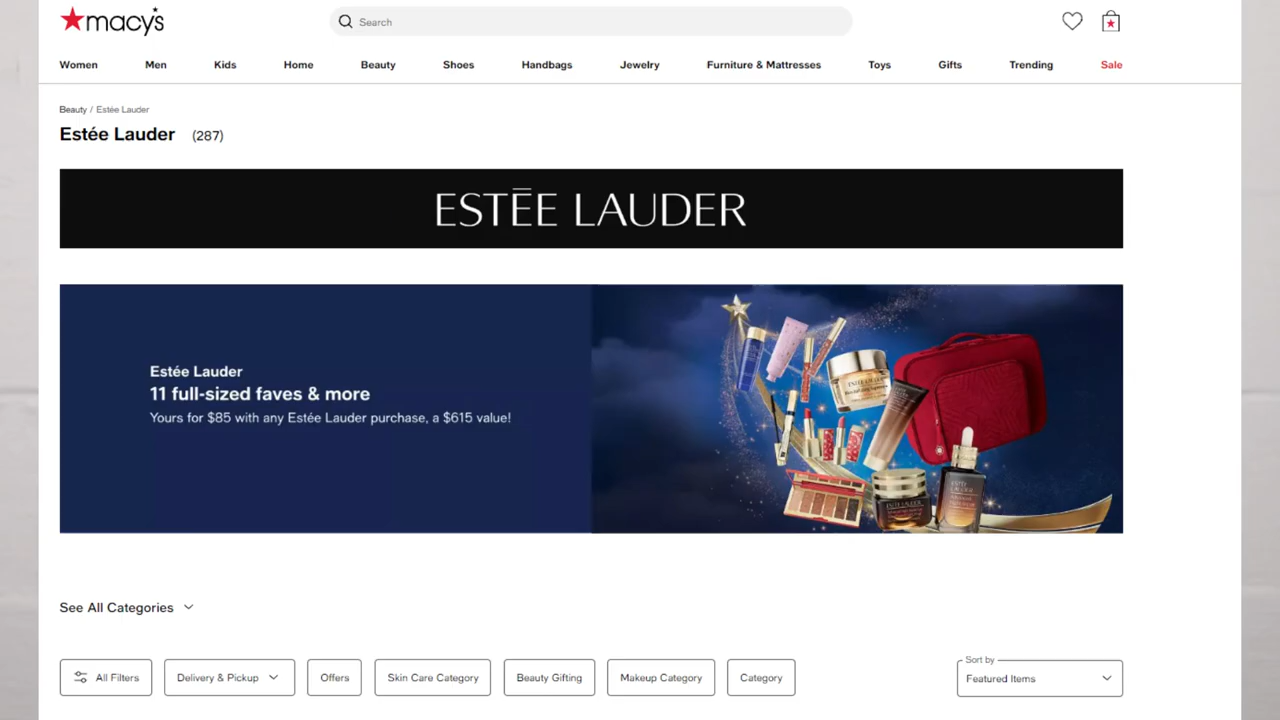 macy's
Search
Women Men Kids Home Beauty Shoes Handbags Jewelry Furniture & Mattresses Toys Gifts Trending Sale
Beauty / Estée Lauder
Estée Lauder (287)
ESTĒE LAUDER
Estée Lauder
11 full-sized faves & more
Yours for $85 with any Estée Lauder purchase, a $615 value!
See All Categories
Sort by
All Filters Delivery & Pickup Offers Skin Care Category Beauty Gifting Makeup Category Category Featured Items